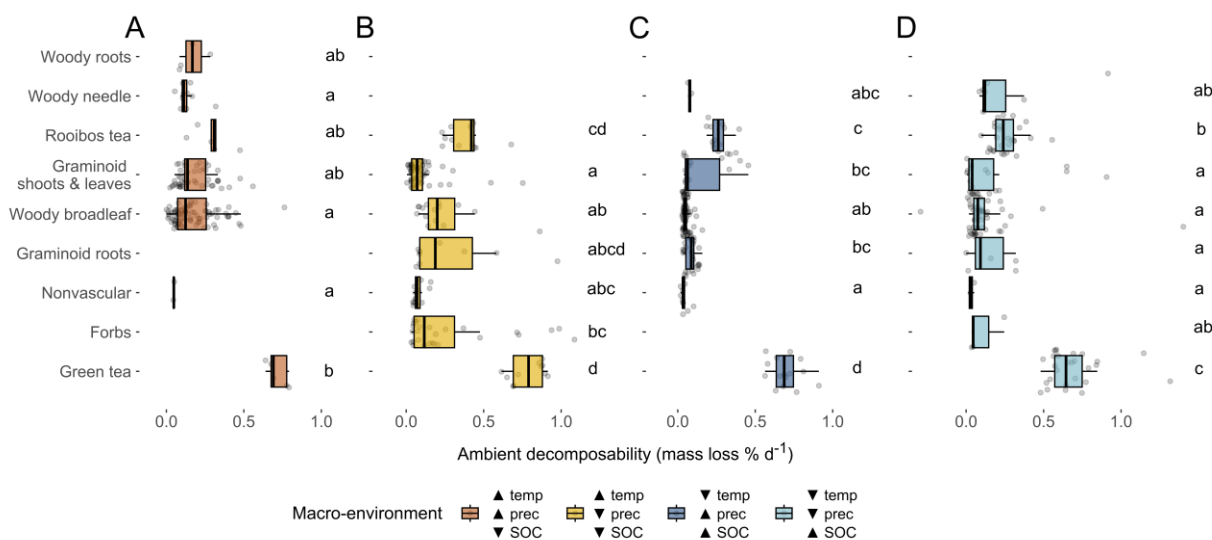 A B C D
Woody roots ab
Woody needle a abc ab
Rooibos tea ab cd c b
Graminoid
shoots & leaves ab a bc a
Woody broadleaf a ab ab a
Graminoid roots abcd bc a
Nonvascular a abc a a
Forbs bc ab
Green tea b d d c
0.0 0.5 1.0 0.0 0.5 1.0 0.0 0.5 1.0 0.0 0.5 1.0
Ambient decomposability (mass loss % d⁻¹)
▲ temp ▲ temp ▼ temp ▼ temp
Macro-environment ▲ prec ▼ prec ▲ prec ▼ prec
▼ SOC ▼ SOC ▲ SOC ▲ SOC